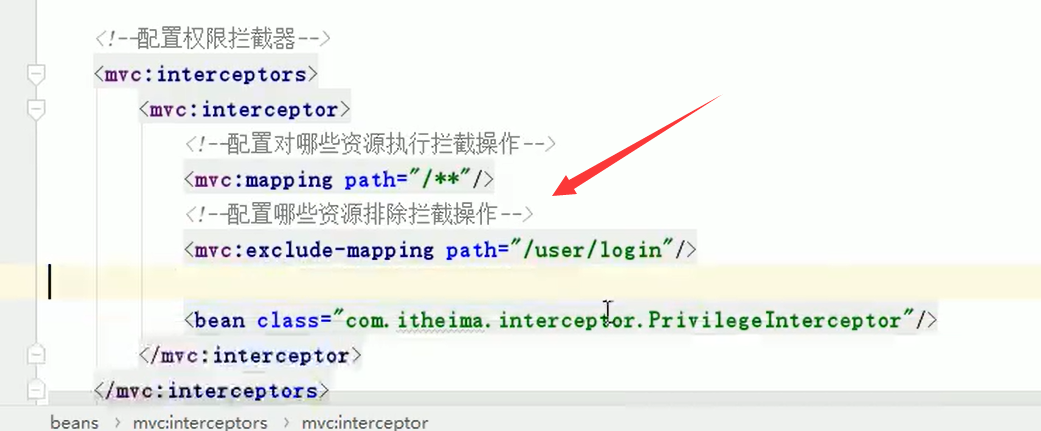 <!--配置权限拦截器-->
<mvc:interceptors>
<mvc:interceptor>
<!--配置对哪些资源执行拦截操作-->
<mvc:mapping path="/**"/>
<!--配置哪些资源排除拦截操作-->
<mvc:exclude-mapping path="/user/login"/>
<bean class="com.itheima.interceptor.PrivilegeInterceptor"/>
</mvc:interceptor>
</mvc:interceptors>
beans > mvc:interceptors > mvc:interceptor